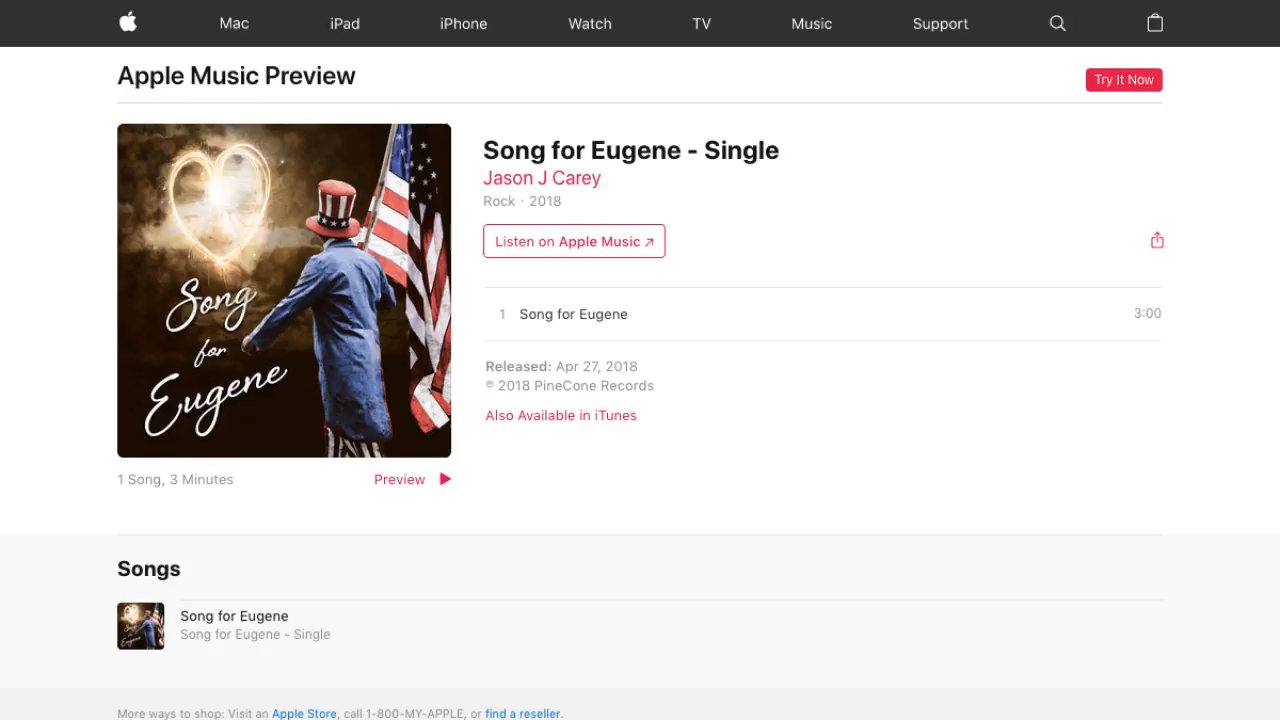 Mac iPad iPhone Watch TV Music Support
Apple Music Preview
Try It Now
Song
for
Eugene
Song for Eugene - Single
Jason J Carey
Rock · 2018
Listen on Apple Music ↗
1 Song for Eugene 3:00
Released: Apr 27, 2018
℗ 2018 PineCone Records
Also Available in iTunes
1 Song, 3 Minutes
Preview
Songs
Song for Eugene
Song for Eugene - Single
More ways to shop: Visit an Apple Store, call 1-800-MY-APPLE, or find a reseller.